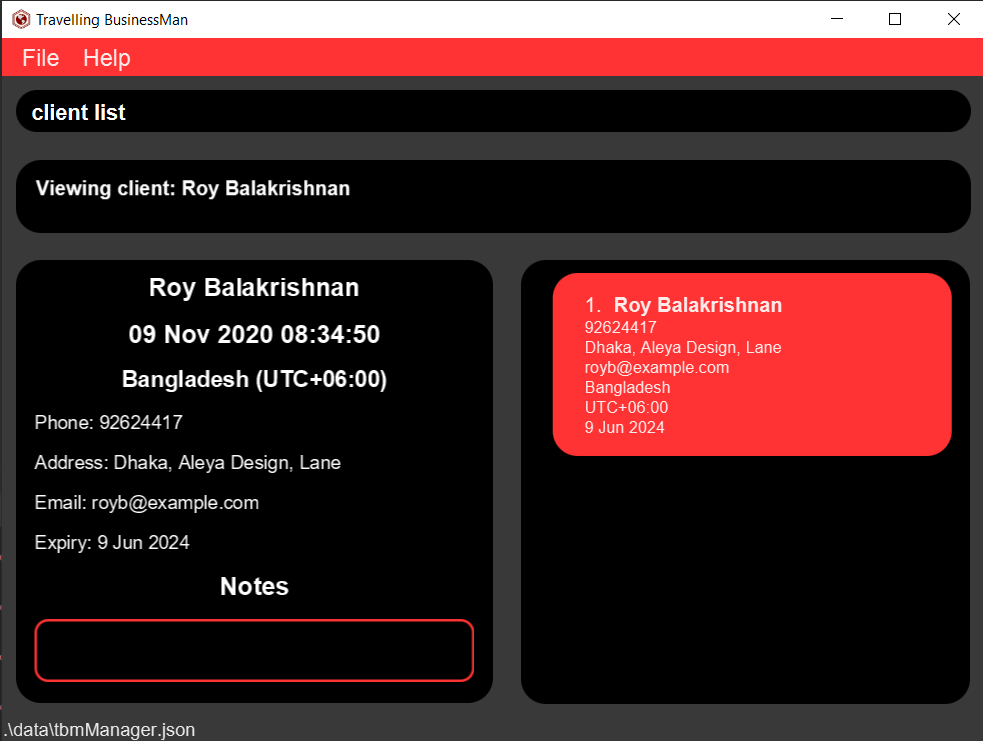 Travelling BusinessMan
File Help
client list
Viewing client: Roy Balakrishnan
Roy Balakrishnan
09 Nov 2020 08:34:50
Bangladesh (UTC+06:00)
Phone: 92624417
Address: Dhaka, Aleya Design, Lane
Email: royb@example.com
Expiry: 9 Jun 2024
Notes
1. Roy Balakrishnan
92624417
Dhaka, Aleya Design, Lane
royb@example.com
Bangladesh
UTC+06:00
9 Jun 2024
.\data\tbmManager.json